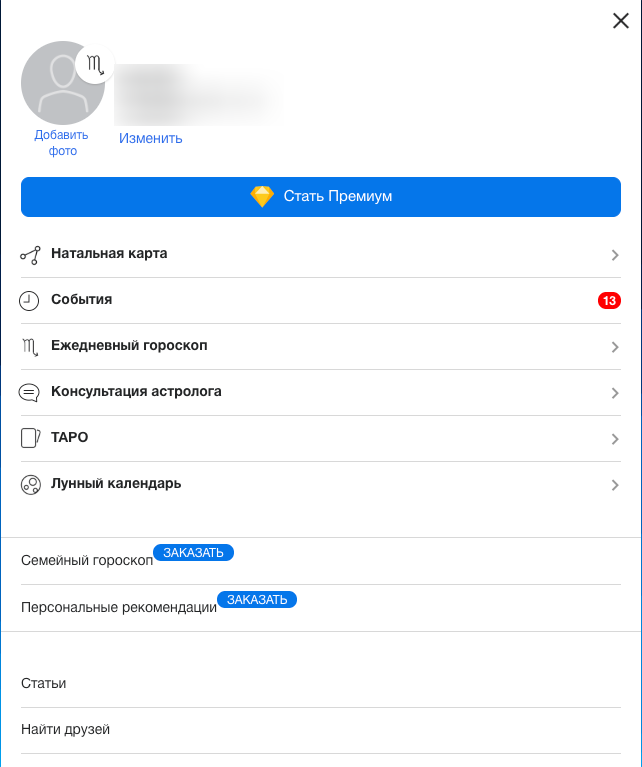 Добавить
фото
Изменить
Стать Премиум
Натальная карта
События
13
Ежедневный гороскоп
Консультация астролога
ТАРО
Лунный календарь
Семейный гороскоп ЗАКАЗАТЬ
Персональные рекомендации ЗАКАЗАТЬ
Статьи
Найти друзей